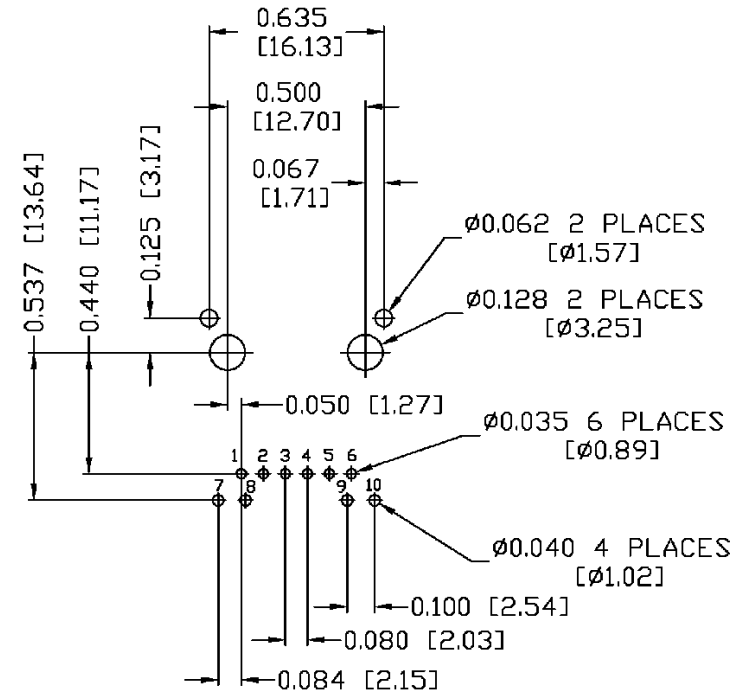 0.635
[16.13]
0.500
[12.70]
0.067
[1.71]
0.537 [13.64]
0.440 [11.17]
0.125 [3.17]
Ø0.062 2 PLACES
[Ø1.57]
Ø0.128 2 PLACES
[Ø3.25]
0.050 [1.27]
Ø0.035 6 PLACES
[Ø0.89]
1 2 3 4 5 6
7 8 9 10
Ø0.040 4 PLACES
[Ø1.02]
0.100 [2.54]
0.080 [2.03]
0.084 [2.15]